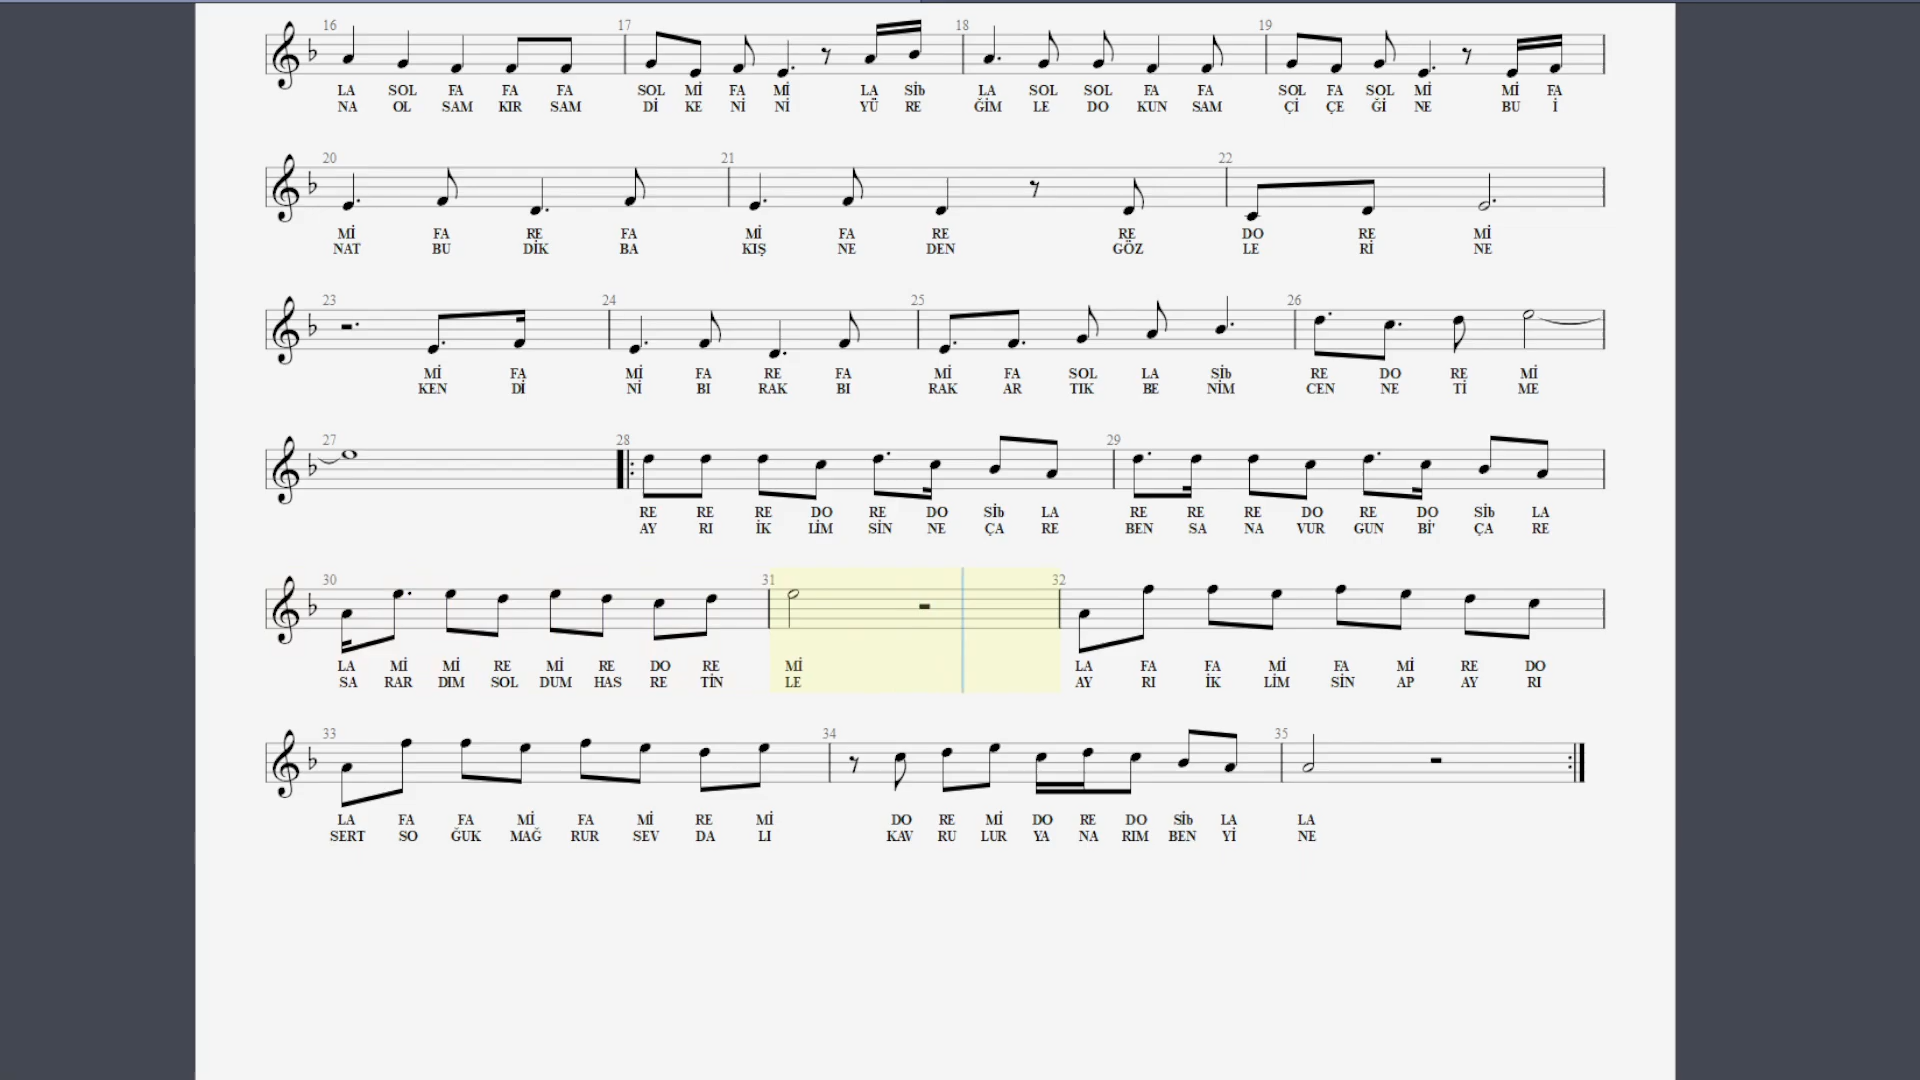 16 17 18 19
LA SOL FA FA FA SOL Mİ FA Mİ LA Sİb LA SOL SOL FA FA SOL FA SOL Mİ Mİ FA
NA OL SAM KIR SAM Dİ KE Nİ Nİ YÜ RE ĞİM LE DO KUN SAM Çİ ÇE Ğİ NE BU İ
20 21 22
Mİ FA RE FA Mİ FA RE RE DO RE Mİ
NAT BU DİK BA KIŞ NE DEN GÖZ LE Rİ NE
23 24 25 26
Mİ FA Mİ FA RE FA Mİ FA SOL LA Sİb RE DO RE Mİ
KEN Dİ Nİ BI RAK BI RAK AR TIK BE NİM CEN NE Tİ ME
27 28 29
RE RE RE DO RE DO Sİb LA RE RE RE DO RE DO Sİb LA
AY RI İK LİM SİN NE ÇA RE BEN SA NA VUR GUN Bİ' ÇA RE
30 31 32
LA Mİ Mİ RE Mİ RE DO RE Mİ LA FA FA Mİ FA Mİ RE DO
SA RAR DIM SOL DUM HAS RE TİN LE AY RI İK LİM SİN AP AY RI
33 34 35
LA FA FA Mİ FA Mİ RE Mİ DO RE Mİ DO RE DO Sİb LA LA
SERT SO ĞUK MAĞ RUR SEV DA LI KAV RU LUR YA NA RIM BEN Yİ NE